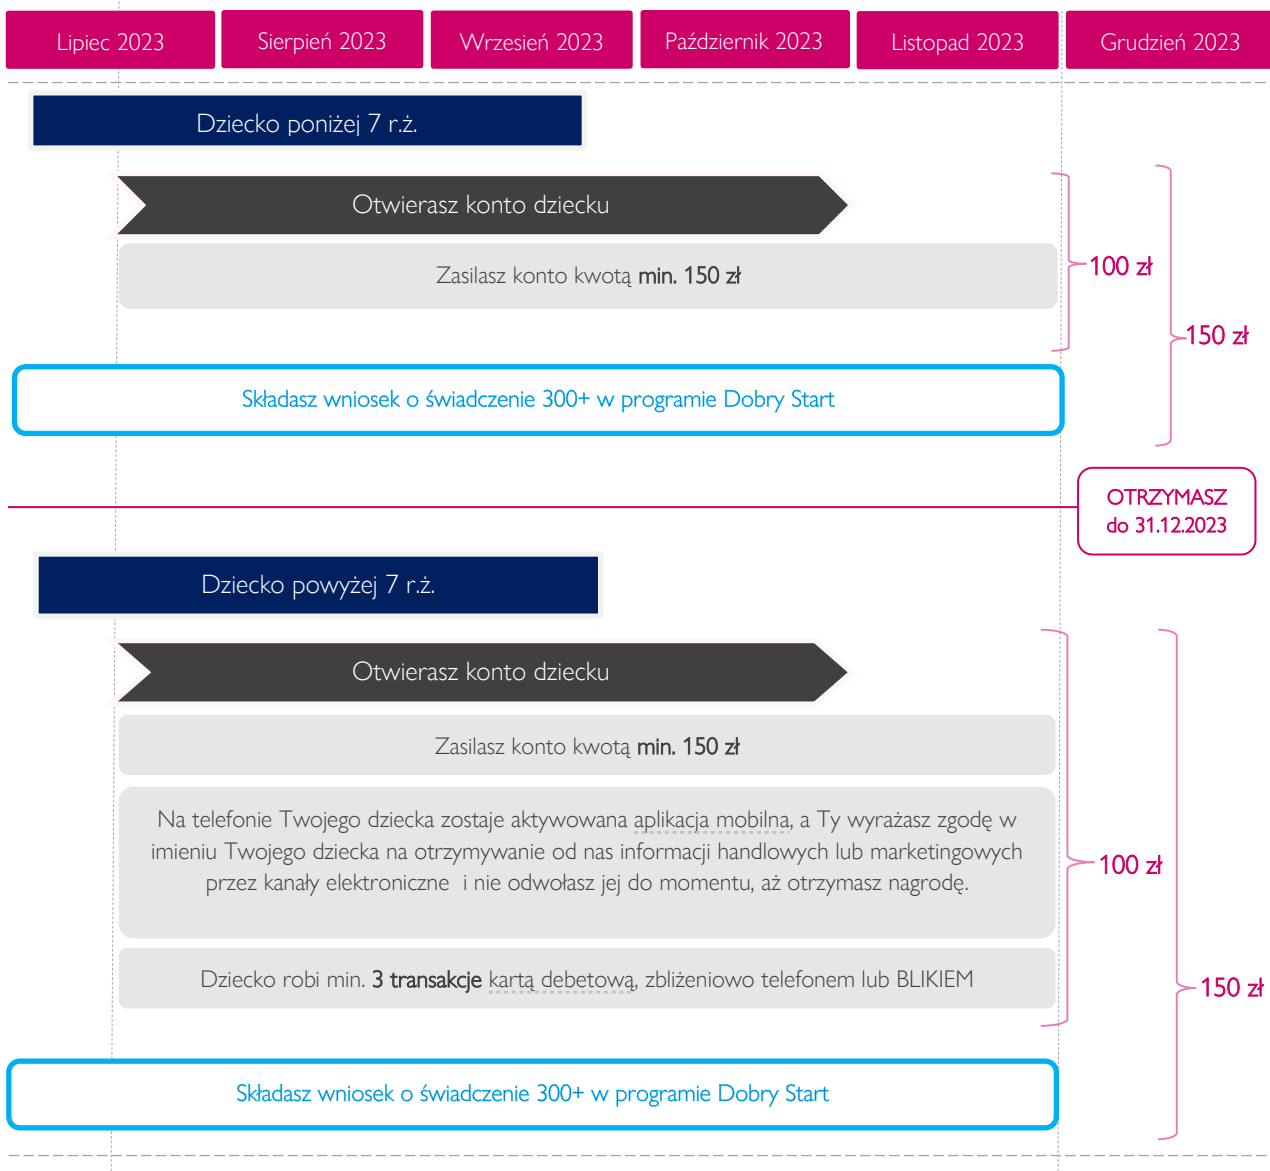 Lipiec 2023
Sierpień 2023
Wrzesień 2023
Październik 2023
Listopad 2023
Grudzień 2023
Dziecko poniżej 7 r.ż.
Otwierasz konto dziecku
Zasilasz konto kwotą min. 150 zł
100 zł
150 zł
Składasz wniosek o świadczenie 300+ w programie Dobry Start
OTRZYMASZ
do 31.12.2023
Dziecko powyżej 7 r.ż.
Otwierasz konto dziecku
Zasilasz konto kwotą min. 150 zł
Na telefonie Twojego dziecka zostaje aktywowana aplikacja mobilna, a Ty wyrażasz zgodę w
imieniu Twojego dziecka na otrzymywanie od nas informacji handlowych lub marketingowych
przez kanały elektroniczne i nie odwołasz jej do momentu, aż otrzymasz nagrodę.
100 zł
Dziecko robi min. 3 transakcje kartą debetową, zbliżeniowo telefonem lub BLIKIEM
150 zł
Składasz wniosek o świadczenie 300+ w programie Dobry Start